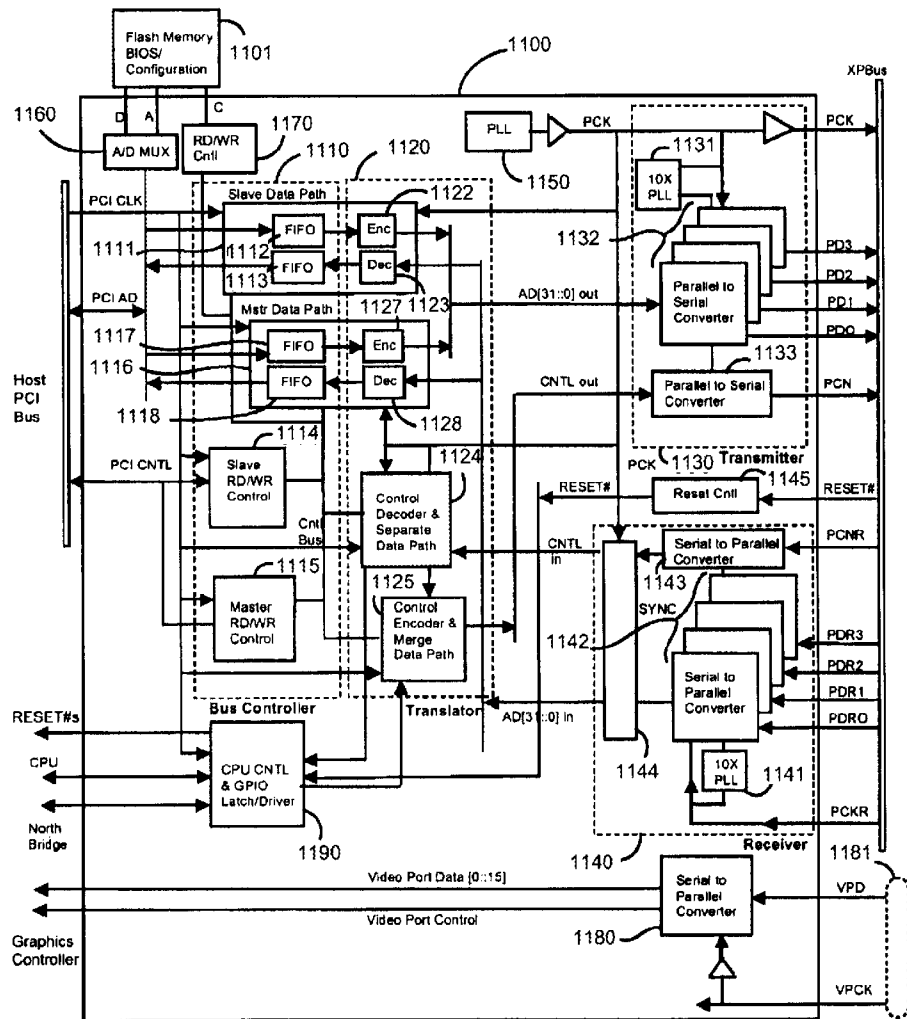 Flash Memory
BIOS/
Configuration
1101
1100
XPBus
D
A
C
1160
A/D MUX
RD/WR
Cntl
1170
PLL
1150
PCK
PCK
1131
10X
PLL
1110
1120
PCI CLK
Slave Data Path
1122
1111
1112
FIFO
Enc
1113
FIFO
Dec
1123
1132
Parallel to
Serial
Converter
PD3
PD2
PD1
PD0
PCI AD
Mstr Data Path
1127
AD[31::0] out
1117
FIFO
Enc
1116
FIFO
Dec
1118
1128
CNTL out
1133
Parallel to Serial
Converter
PCN
Host
PCI
Bus
1114
1124
PCK
1130
Transmitter
PCI CNTL
Slave
RD/WR
Control
Control
Decoder &
Separate
Data Path
RESET#
Reset Cntl
1145
RESET#
Cntl
Bus
CNTL
In
Serial to Parallel
Converter
1143
PCNR
1115
Master
RD/WR
Control
1125
Control
Encoder &
Merge
Data Path
SYNC
1142
Serial to
Parallel
Converter
PDR3
PDR2
PDR1
PDR0
Bus Controller
Translator
AD[31::0] In
1144
10X
PLL
1141
RESET#s
CPU
North
Bridge
CPU CNTL
& GPIO
Latch/Driver
1190
PCKR
1140
Receiver
1181
Video Port Data [0::15]
Video Port Control
Serial to
Parallel
Converter
1180
VPD
Graphics
Controller
VPCK